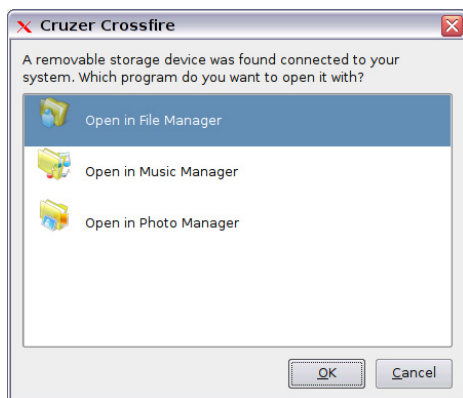 Cruzer Crossfire
A removable storage device was found connected to your
system. Which program do you want to open it with?
Open in File Manager
Open in Music Manager
Open in Photo Manager
OK
Cancel